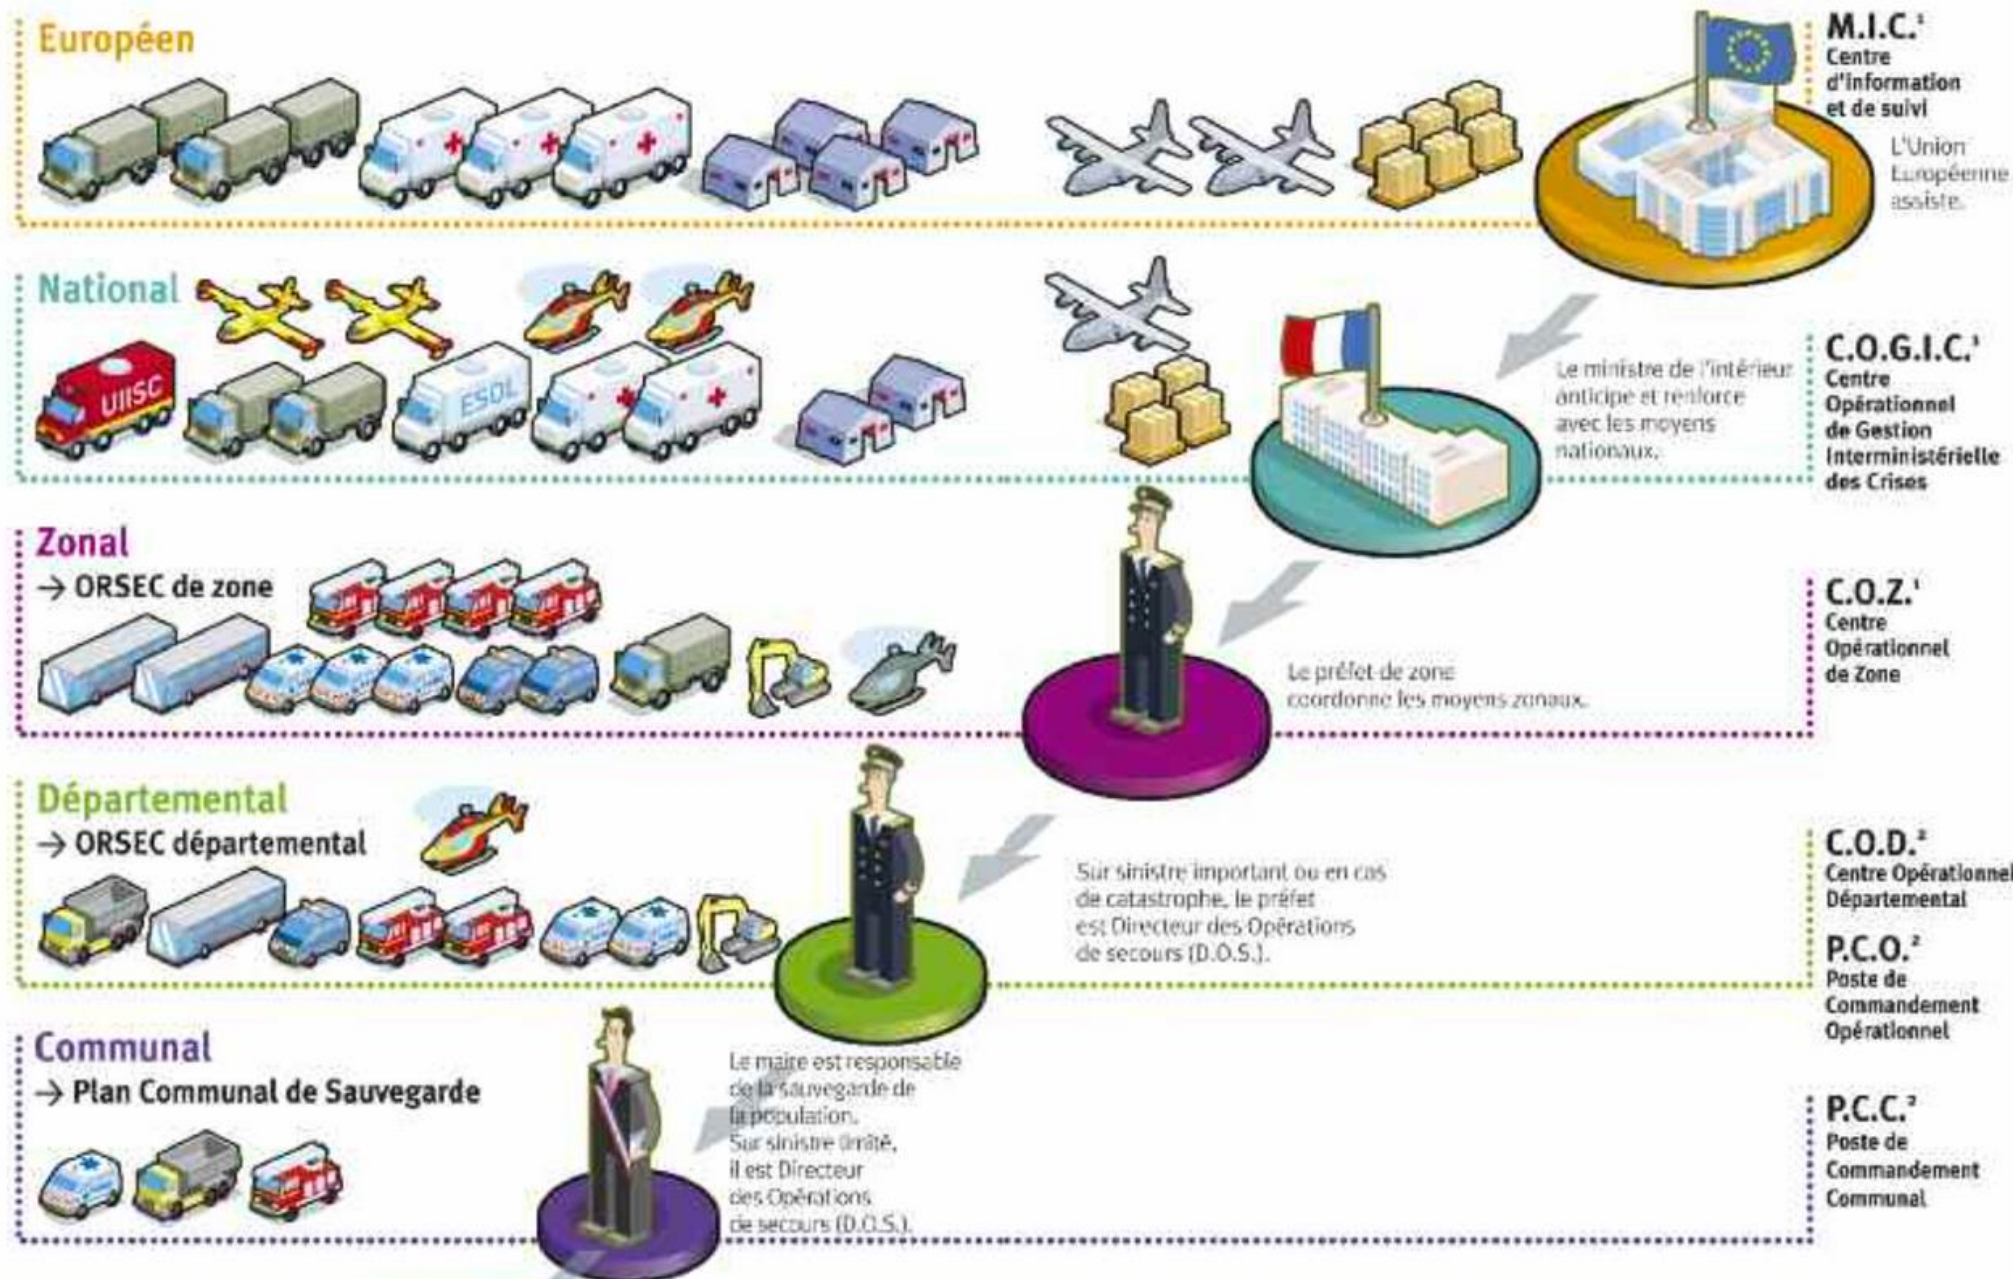 Européen
M.I.C.¹
Centre
d'information
et de suivi
L'Union
Européenne
assiste.
National
UIISC
ESOL
Le ministre de l'intérieur
anticipe et renforce
avec les moyens
nationaux.
C.O.G.I.C.¹
Centre
Opérationnel
de Gestion
Interministérielle
des Crises
Zonal
→ ORSEC de zone
Le préfet de zone
coordonne les moyens zonaux.
C.O.Z.¹
Centre
Opérationnel
de Zone
Départemental
→ ORSEC départemental
Sur sinistre important ou en cas
de catastrophe, le préfet
est Directeur des Opérations
de secours (D.O.S.).
C.O.D.²
Centre Opérationnel
Départemental
P.C.O.²
Poste de
Commandement
Opérationnel
Communal
→ Plan Communal de Sauvegarde
Le maire est responsable
de la sauvegarde de
la population.
Sur sinistre limité,
il est Directeur
des Opérations
de secours (D.O.S.).
P.C.C.²
Poste de
Commandement
Communal